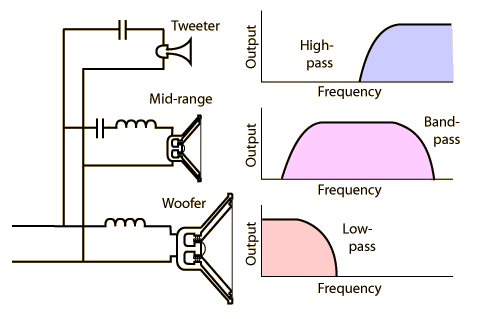 Tweeter
High-
pass
Output
Frequency
Mid-range
Band-
pass
Output
Frequency
Woofer
Low-
pass
Output
Frequency